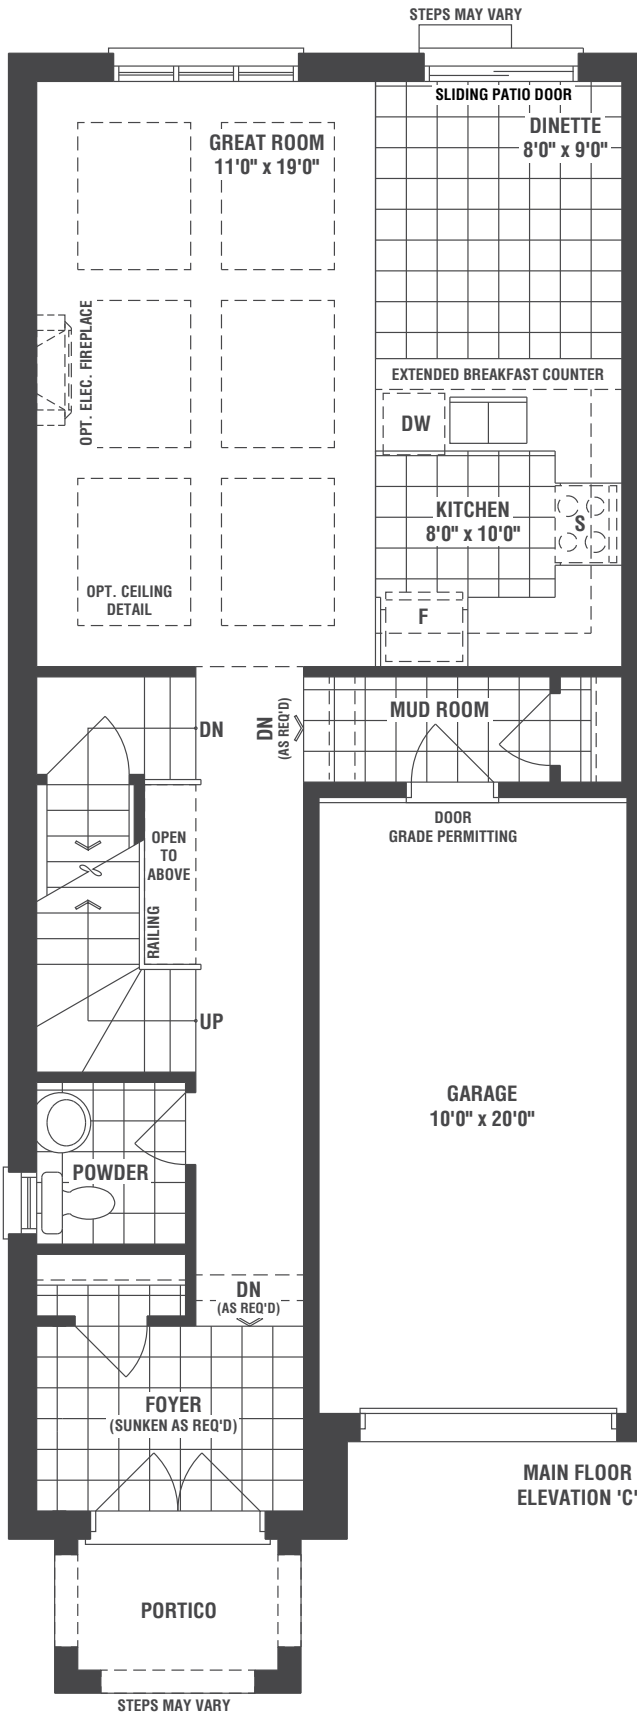 STEPS MAY VARY
SLIDING PATIO DOOR
GREAT ROOM
11'0" x 19'0"
DINETTE
8'0" x 9'0"
OPT. ELEC. FIREPLACE
EXTENDED BREAKFAST COUNTER
DW
KITCHEN
8'0" x 10'0"
S
OPT. CEILING
DETAIL
F
DN
DN
(AS REQ'D)
MUD ROOM
DOOR
GRADE PERMITTING
OPEN
TO
ABOVE
RAILING
UP
GARAGE
10'0" x 20'0"
POWDER
DN
(AS REQ'D)
FOYER
(SUNKEN AS REQ'D)
MAIN FLOOR
ELEVATION 'C'
PORTICO
STEPS MAY VARY